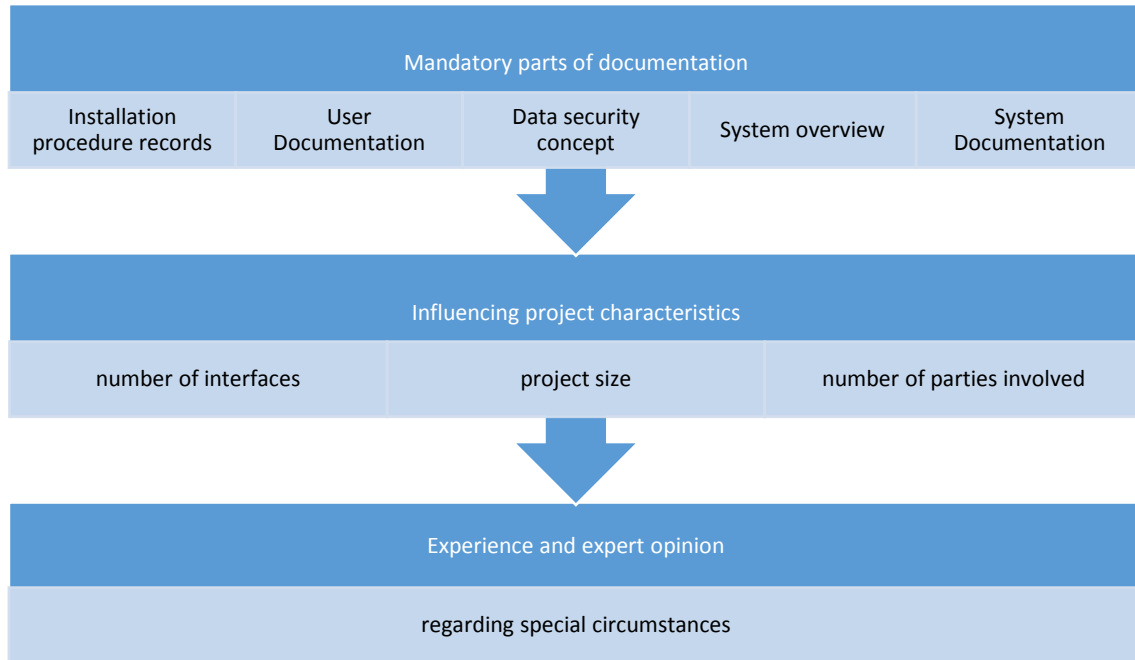 Mandatory parts of documentation
Installation
procedure records
User
Documentation
Data security
concept
System overview
System
Documentation
Influencing project characteristics
number of interfaces
project size
number of parties involved
Experience and expert opinion
regarding special circumstances